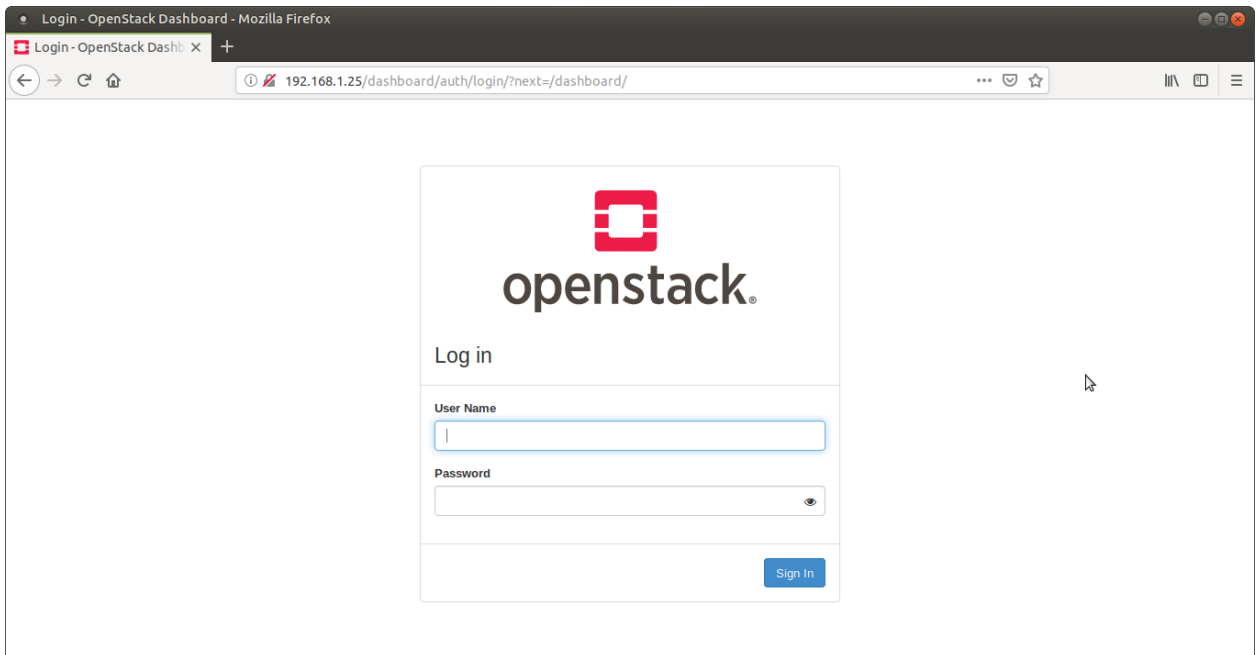 Login - OpenStack Dashboard - Mozilla Firefox
Login - OpenStack Dashb
192.168.1.25/dashboard/auth/login/?next=/dashboard/
openstack.®
Log in
User Name
Password
Sign In